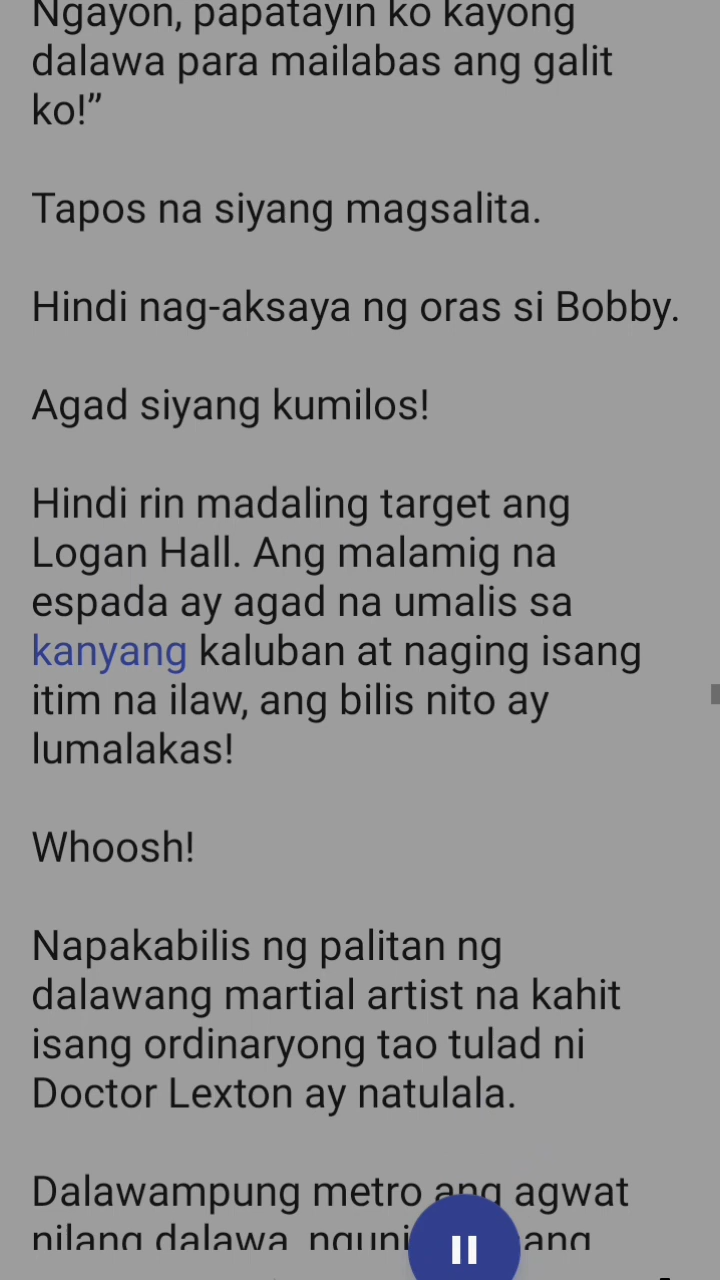 Ngayon, papatayin ko kayong
dalawa para mailabas ang galit
ko!”
Tapos na siyang magsalita.
Hindi nag-aksaya ng oras si Bobby.
Agad siyang kumilos!
Hindi rin madaling target ang
Logan Hall. Ang malamig na
espada ay agad na umalis sa
kanyang kaluban at naging isang
itim na ilaw, ang bilis nito ay
lumalakas!
Whoosh!
Napakabilis ng palitan ng
dalawang martial artist na kahit
isang ordinaryong tao tulad ni
Doctor Lexton ay natulala.
Dalawampung metro ang agwat
nilang dalawa, ang